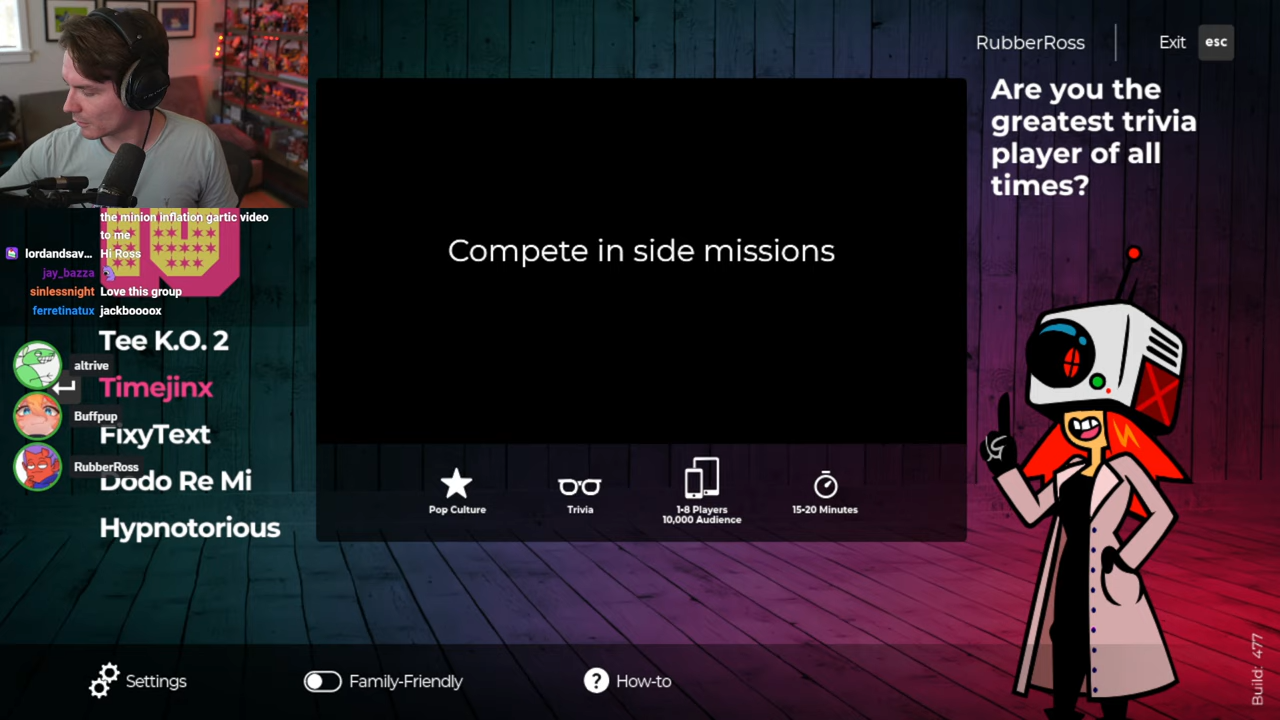 RubberRoss
Exit
esc
Are you the
greatest trivia
player of all
times?
Compete in side missions
the minion inflation gartic video
to me
lordandsav... Hi Ross
jay_bazza
sinlessnight Love this group
ferretinatux jackboooox
Tee K.O. 2
altrive
Timejinx
Buffpup
FixyText
RubberRoss
Dodo Re Mi
Hypnotorious
Pop Culture
Trivia
1-8 Players
10,000 Audience
15-20 Minutes
Settings
Family-Friendly
? How-to
Build: 477